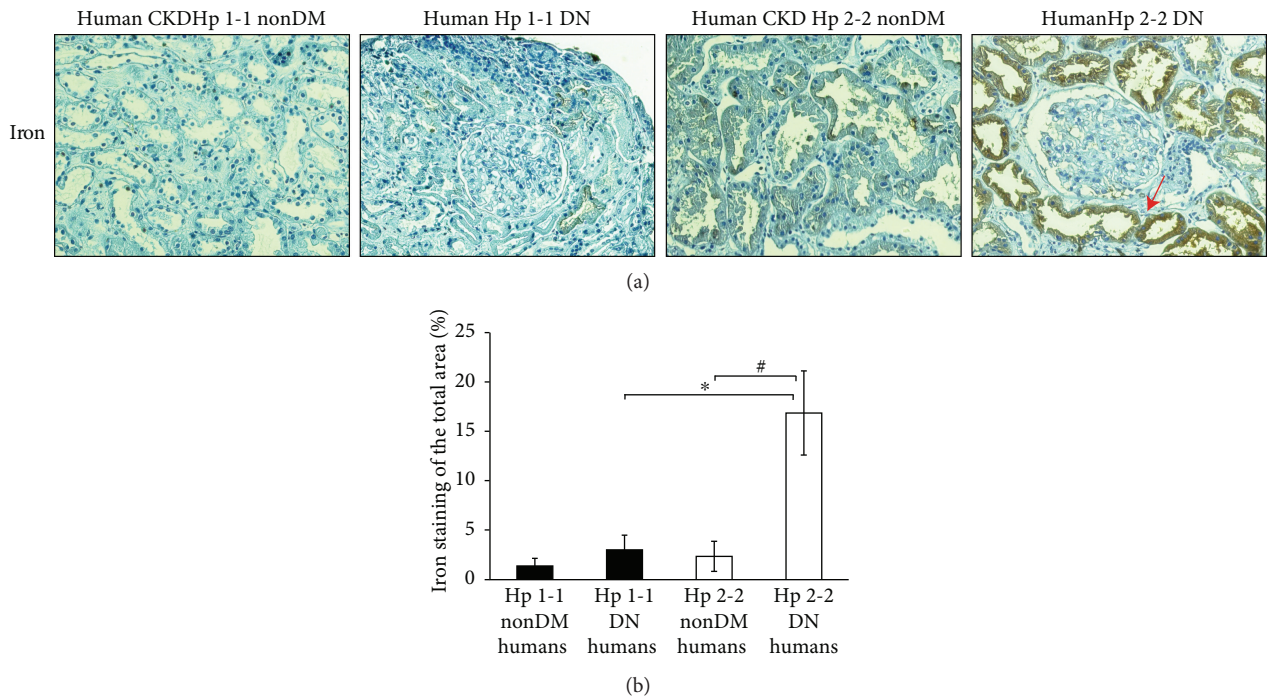 Human CKDHp 1-1 nonDM
Human Hp 1-1 DN
Human CKD Hp 2-2 nonDM
HumanHp 2-2 DN
Iron
(a)
Iron staining of the total area (%)
25
20
15
10
5
0
#
*
Hp 1-1
nonDM
humans
Hp 1-1
DN
humans
Hp 2-2
nonDM
humans
Hp 2-2
DN
humans
(b)